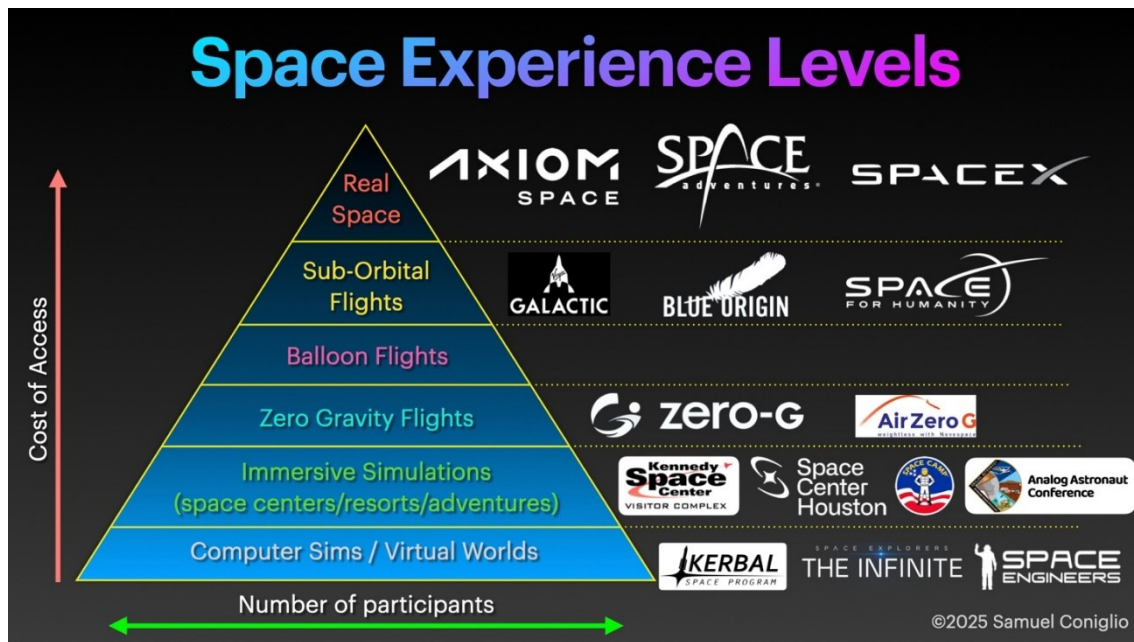 Space Experience Levels
Cost of Access
Real
Space
AXIOM
SPACE
SPACE
adventures®
SPACEX
Sub-Orbital
Flights
Virgin
GALACTIC
BLUE ORIGIN
SPACE
FOR HUMANITY
Balloon Flights
Zero Gravity Flights
zero-G
AirZeroG
weightless with Novespace
Immersive Simulations
(space centers/resorts/adventures)
Kennedy
Space
Center
VISITOR COMPLEX
Space
Center
Houston
SPACE CAMP
Analog Astronaut
Conference
Computer Sims / Virtual Worlds
KERBAL
SPACE PROGRAM
SPACE EXPLORERS
THE INFINITE
SPACE
ENGINEERS
Number of participants
©2025 Samuel Coniglio